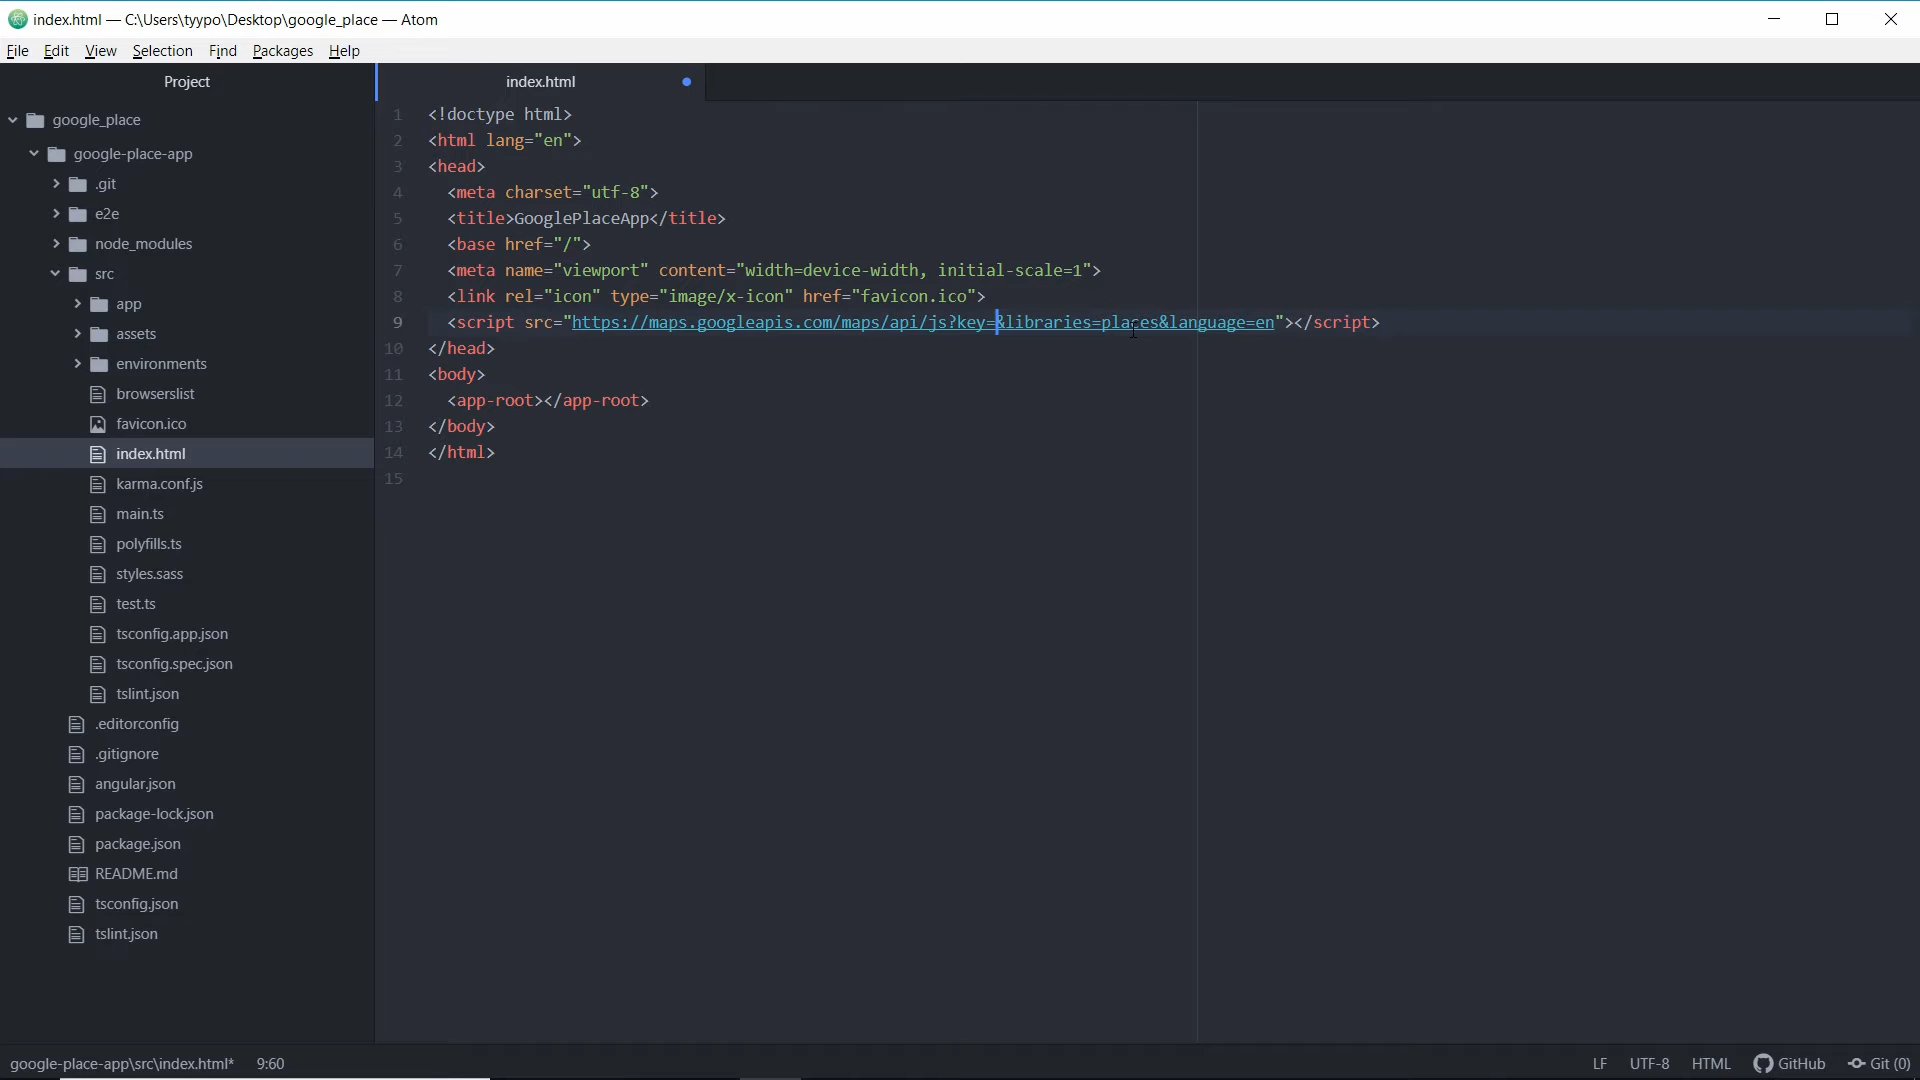 index.html — C:\Users\tyypo\Desktop\google_place — Atom
File Edit View Selection Find Packages Help
Project
google_place
google-place-app
.git
e2e
node_modules
src
app
assets
environments
browserslist
favicon.ico
index.html
karma.conf.js
main.ts
polyfills.ts
styles.sass
test.ts
tsconfig.app.json
tsconfig.spec.json
tslint.json
.editorconfig
.gitignore
angular.json
package-lock.json
package.json
README.md
tsconfig.json
tslint.json
index.html
1 <!doctype html>
2 <html lang="en">
3 <head>
4 <meta charset="utf-8">
5 <title>GooglePlaceApp</title>
6 <base href="/">
7 <meta name="viewport" content="width=device-width, initial-scale=1">
8 <link rel="icon" type="image/x-icon" href="favicon.ico">
9 <script src="https://maps.googleapis.com/maps/api/js?key=&libraries=places&language=en"></script>
10 </head>
11 <body>
12 <app-root></app-root>
13 </body>
14 </html>
15
google-place-app\src\index.html* 9:60 LF UTF-8 HTML GitHub Git (0)